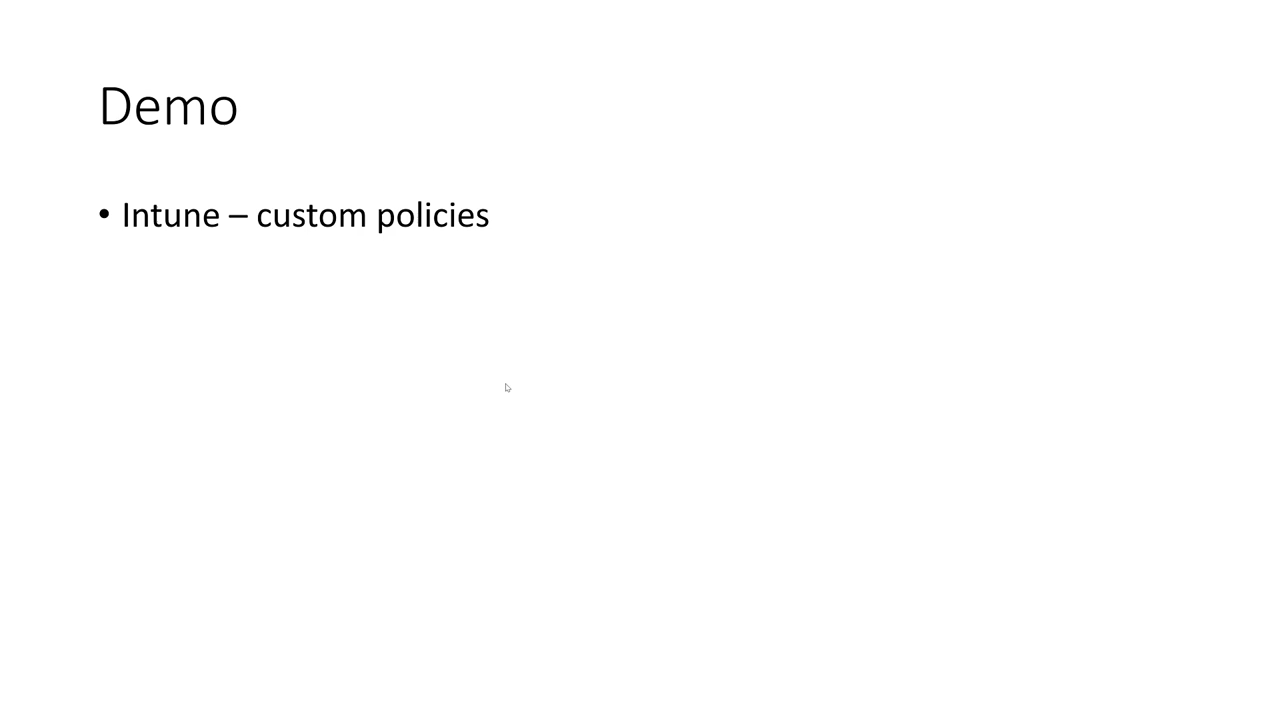 Demo
• Intune – custom policies